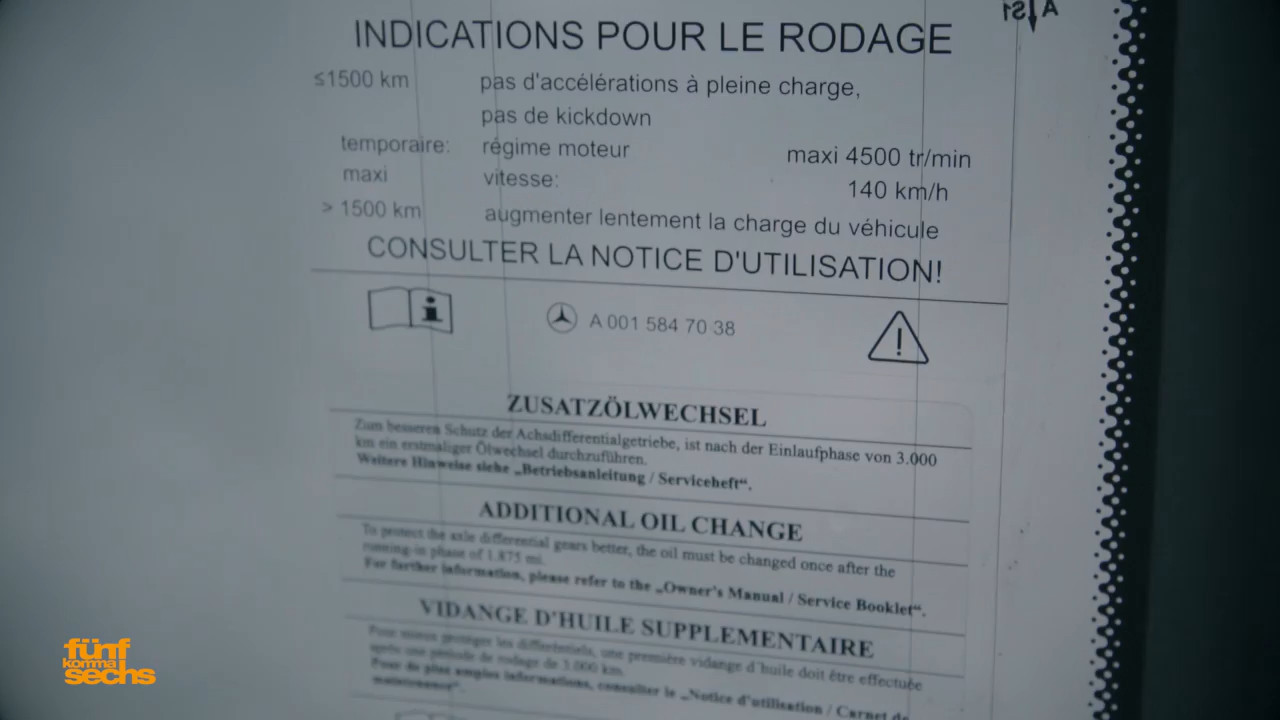 INDICATIONS POUR LE RODAGE
≤1500 km pas d'accélérations à pleine charge,
pas de kickdown
temporaire: régime moteur maxi 4500 tr/min
maxi vitesse: 140 km/h
> 1500 km augmenter lentement la charge du véhicule
CONSULTER LA NOTICE D'UTILISATION!
A 001 584 70 38
ZUSATZÖLWECHSEL
Zum besseren Schutz der Achsdifferentialgetriebe, ist nach der Einlaufphase von 3.000
km ein erstmaliger Ölwechsel durchzuführen.
Weitere Hinweise siehe „Betriebsanleitung / Serviceheft“.
ADDITIONAL OIL CHANGE
To protect the axle differential gears better, the oil must be changed once after the
running-in phase of 1.875 mi.
For further information, please refer to the „Owner's Manual / Service Booklet“.
VIDANGE D'HUILE SUPPLEMENTAIRE
Pour mieux protéger les différentiels, une première vidange d'huile doit être effectuée
après une période de rodage de 3.000 km.
Pour de plus amples informations, consulter la „Notice d'utilisation / Carnet de
maintenance“.
fünf
komma
sechs